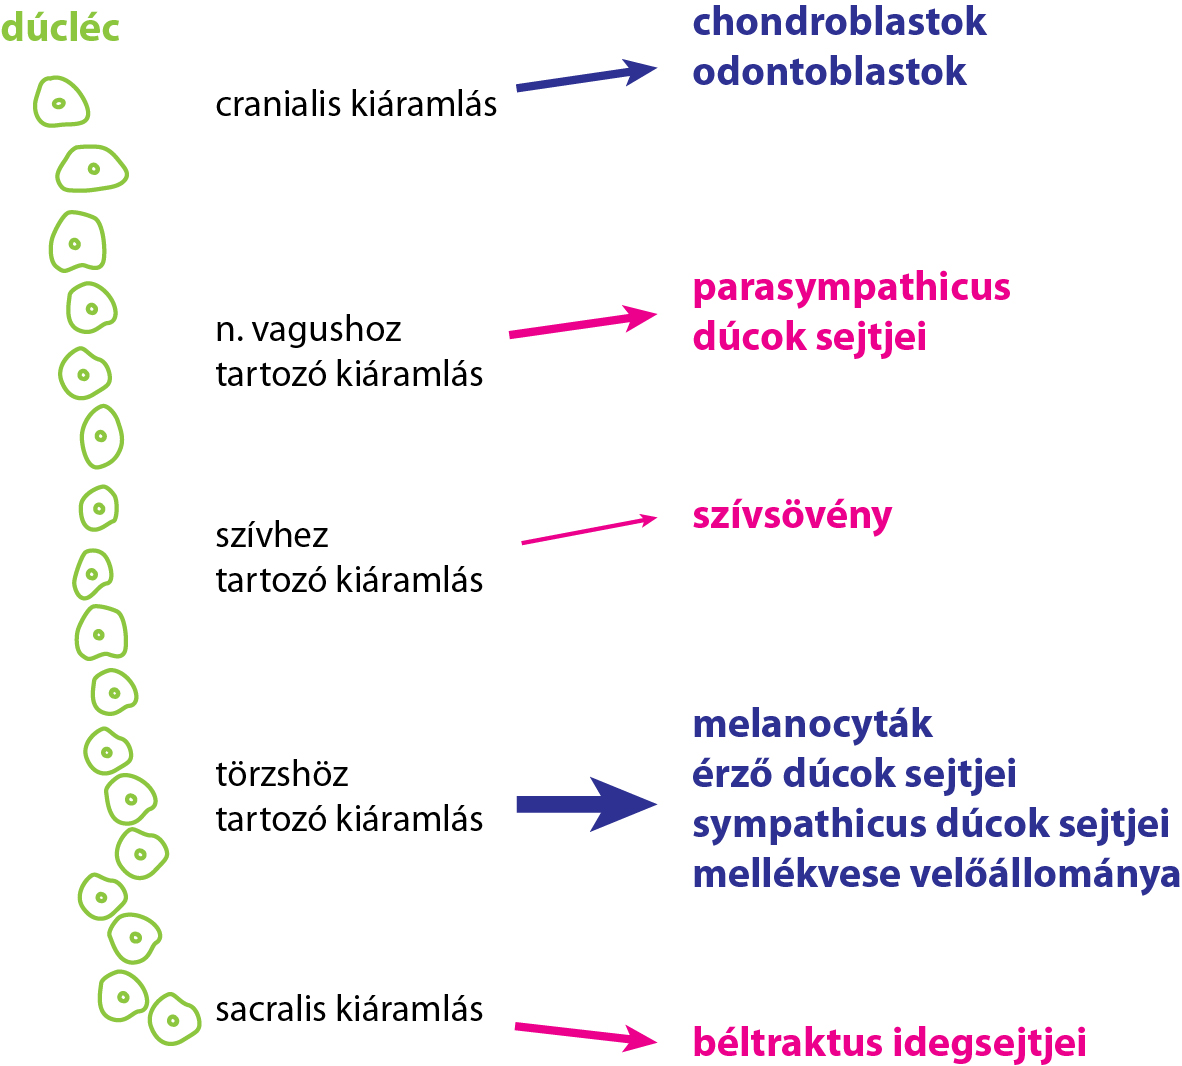 dúcléc
cranialis kiáramlás
chondroblastok
odontoblastok
n. vagushoz
tartozó kiáramlás
parasympathicus
dúcok sejtjei
szívhez
tartozó kiáramlás
szívsövény
törzshöz
tartozó kiáramlás
melanocyták
érző dúcok sejtjei
sympathicus dúcok sejtjei
mellékvese velőállománya
sacralis kiáramlás
béltraktus idegsejtjei